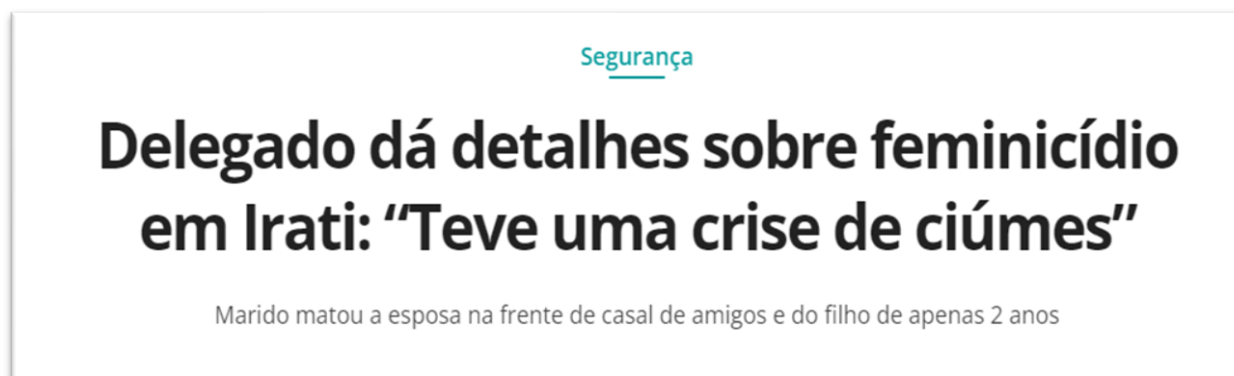 Segurança
Delegado dá detalhes sobre feminicídio
em Irati: “Teve uma crise de ciúmes”
Marido matou a esposa na frente de casal de amigos e do filho de apenas 2 anos